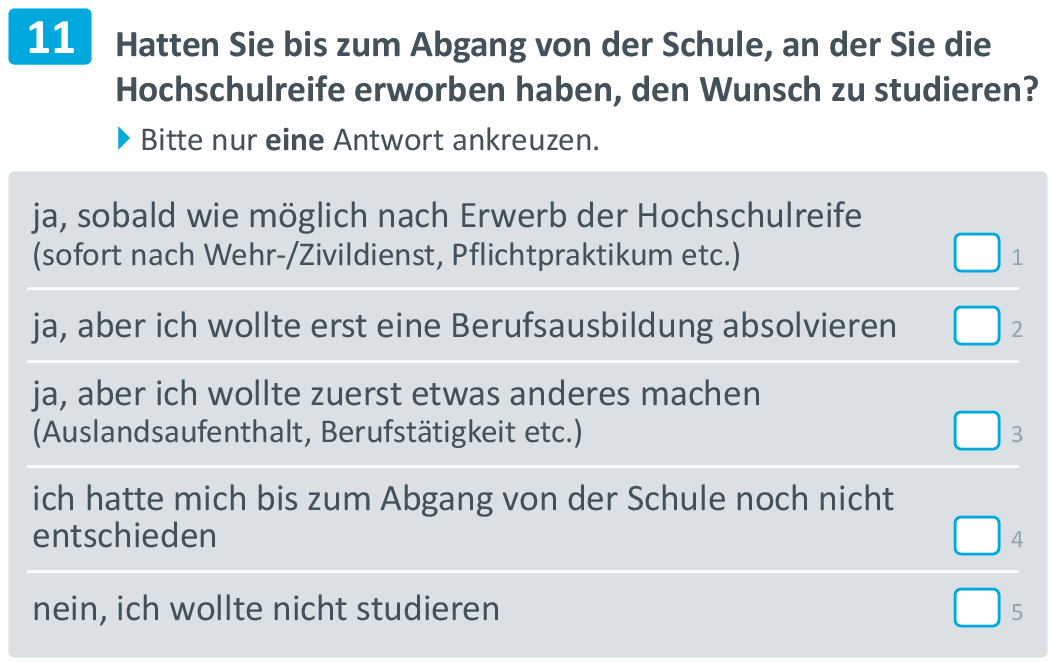 11
Hatten Sie bis zum Abgang von der Schule, an der Sie die
Hochschulreife erworben haben, den Wunsch zu studieren?
Bitte nur eine Antwort ankreuzen.
ja, sobald wie möglich nach Erwerb der Hochschulreife
(sofort nach Wehr-/Zivildienst, Pflichtpraktikum etc.) 1
ja, aber ich wollte erst eine Berufsausbildung absolvieren 2
ja, aber ich wollte zuerst etwas anderes machen
(Auslandsaufenthalt, Berufstätigkeit etc.) 3
ich hatte mich bis zum Abgang von der Schule noch nicht
entschieden 4
nein, ich wollte nicht studieren 5